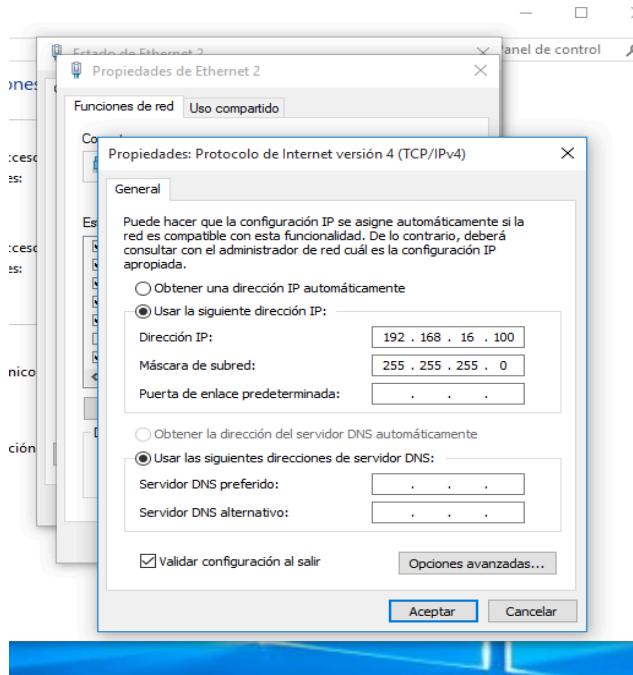 Estado de Ethernet 2
Panel de control
Propiedades de Ethernet 2
Funciones de red
Uso compartido
Propiedades: Protocolo de Internet versión 4 (TCP/IPv4)
General
Puede hacer que la configuración IP se asigne automáticamente si la
red es compatible con esta funcionalidad. De lo contrario, deberá
consultar con el administrador de red cuál es la configuración IP
apropiada.
Obtener una dirección IP automáticamente
Usar la siguiente dirección IP:
Dirección IP: 192 . 168 . 16 . 100
Máscara de subred: 255 . 255 . 255 . 0
Puerta de enlace predeterminada: . . .
Obtener la dirección del servidor DNS automáticamente
Usar las siguientes direcciones de servidor DNS:
Servidor DNS preferido: . . .
Servidor DNS alternativo: . . .
Validar configuración al salir
Opciones avanzadas...
Aceptar
Cancelar